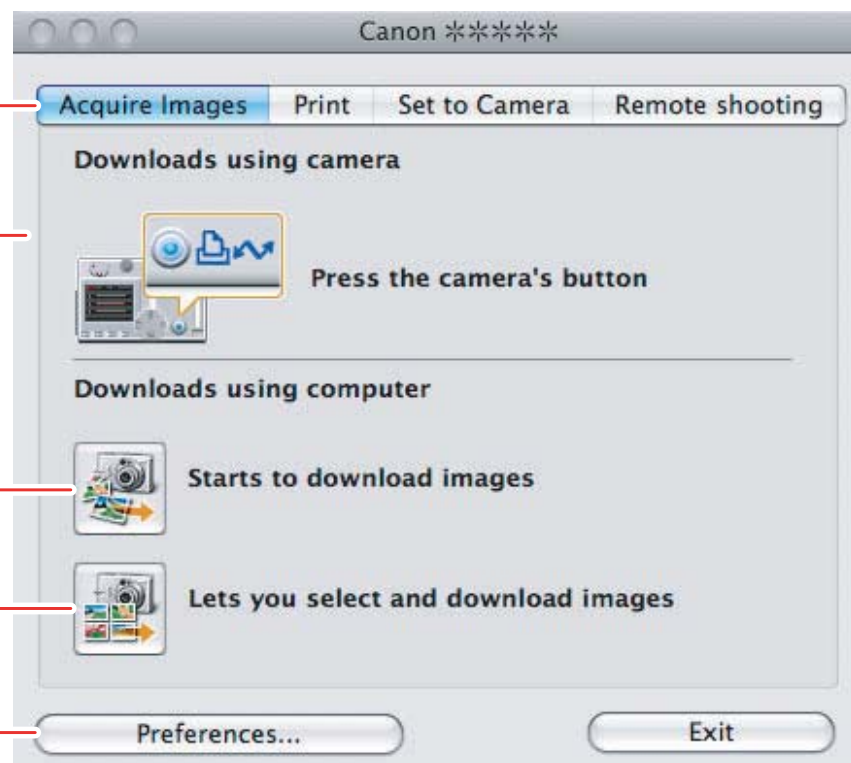 Canon ✲✲✲✲✲
Acquire Images Print Set to Camera Remote shooting
Downloads using camera
Press the camera's button
Downloads using computer
Starts to download images
Lets you select and download images
Preferences... Exit